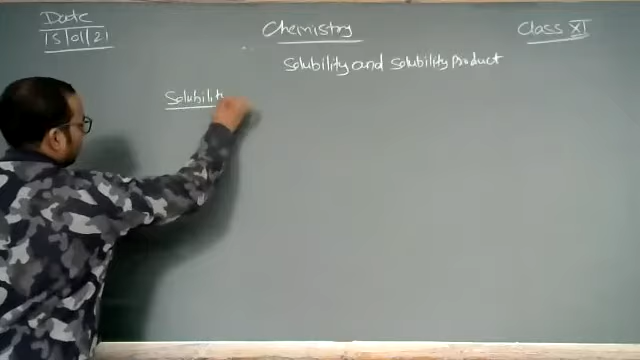 Date
15/01/21
Chemistry
Class XI
Solubility and Solubility Product
Solubilit